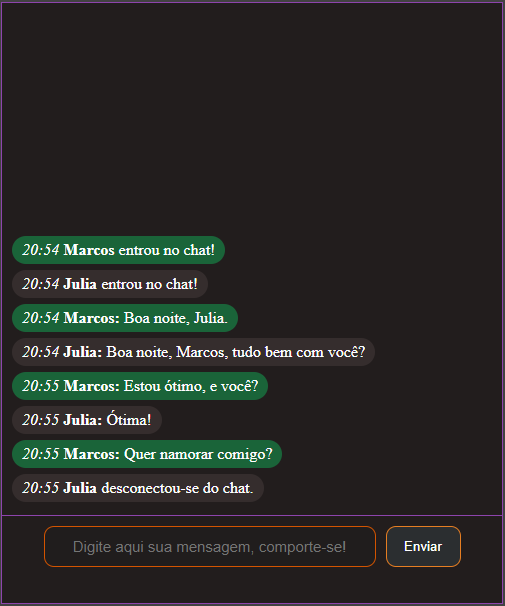 20:54 Marcos entrou no chat!
20:54 Julia entrou no chat!
20:54 Marcos: Boa noite, Julia.
20:54 Julia: Boa noite, Marcos, tudo bem com você?
20:55 Marcos: Estou ótimo, e você?
20:55 Julia: Ótima!
20:55 Marcos: Quer namorar comigo?
20:55 Julia desconectou-se do chat.
Digite aqui sua mensagem, comporte-se! Enviar